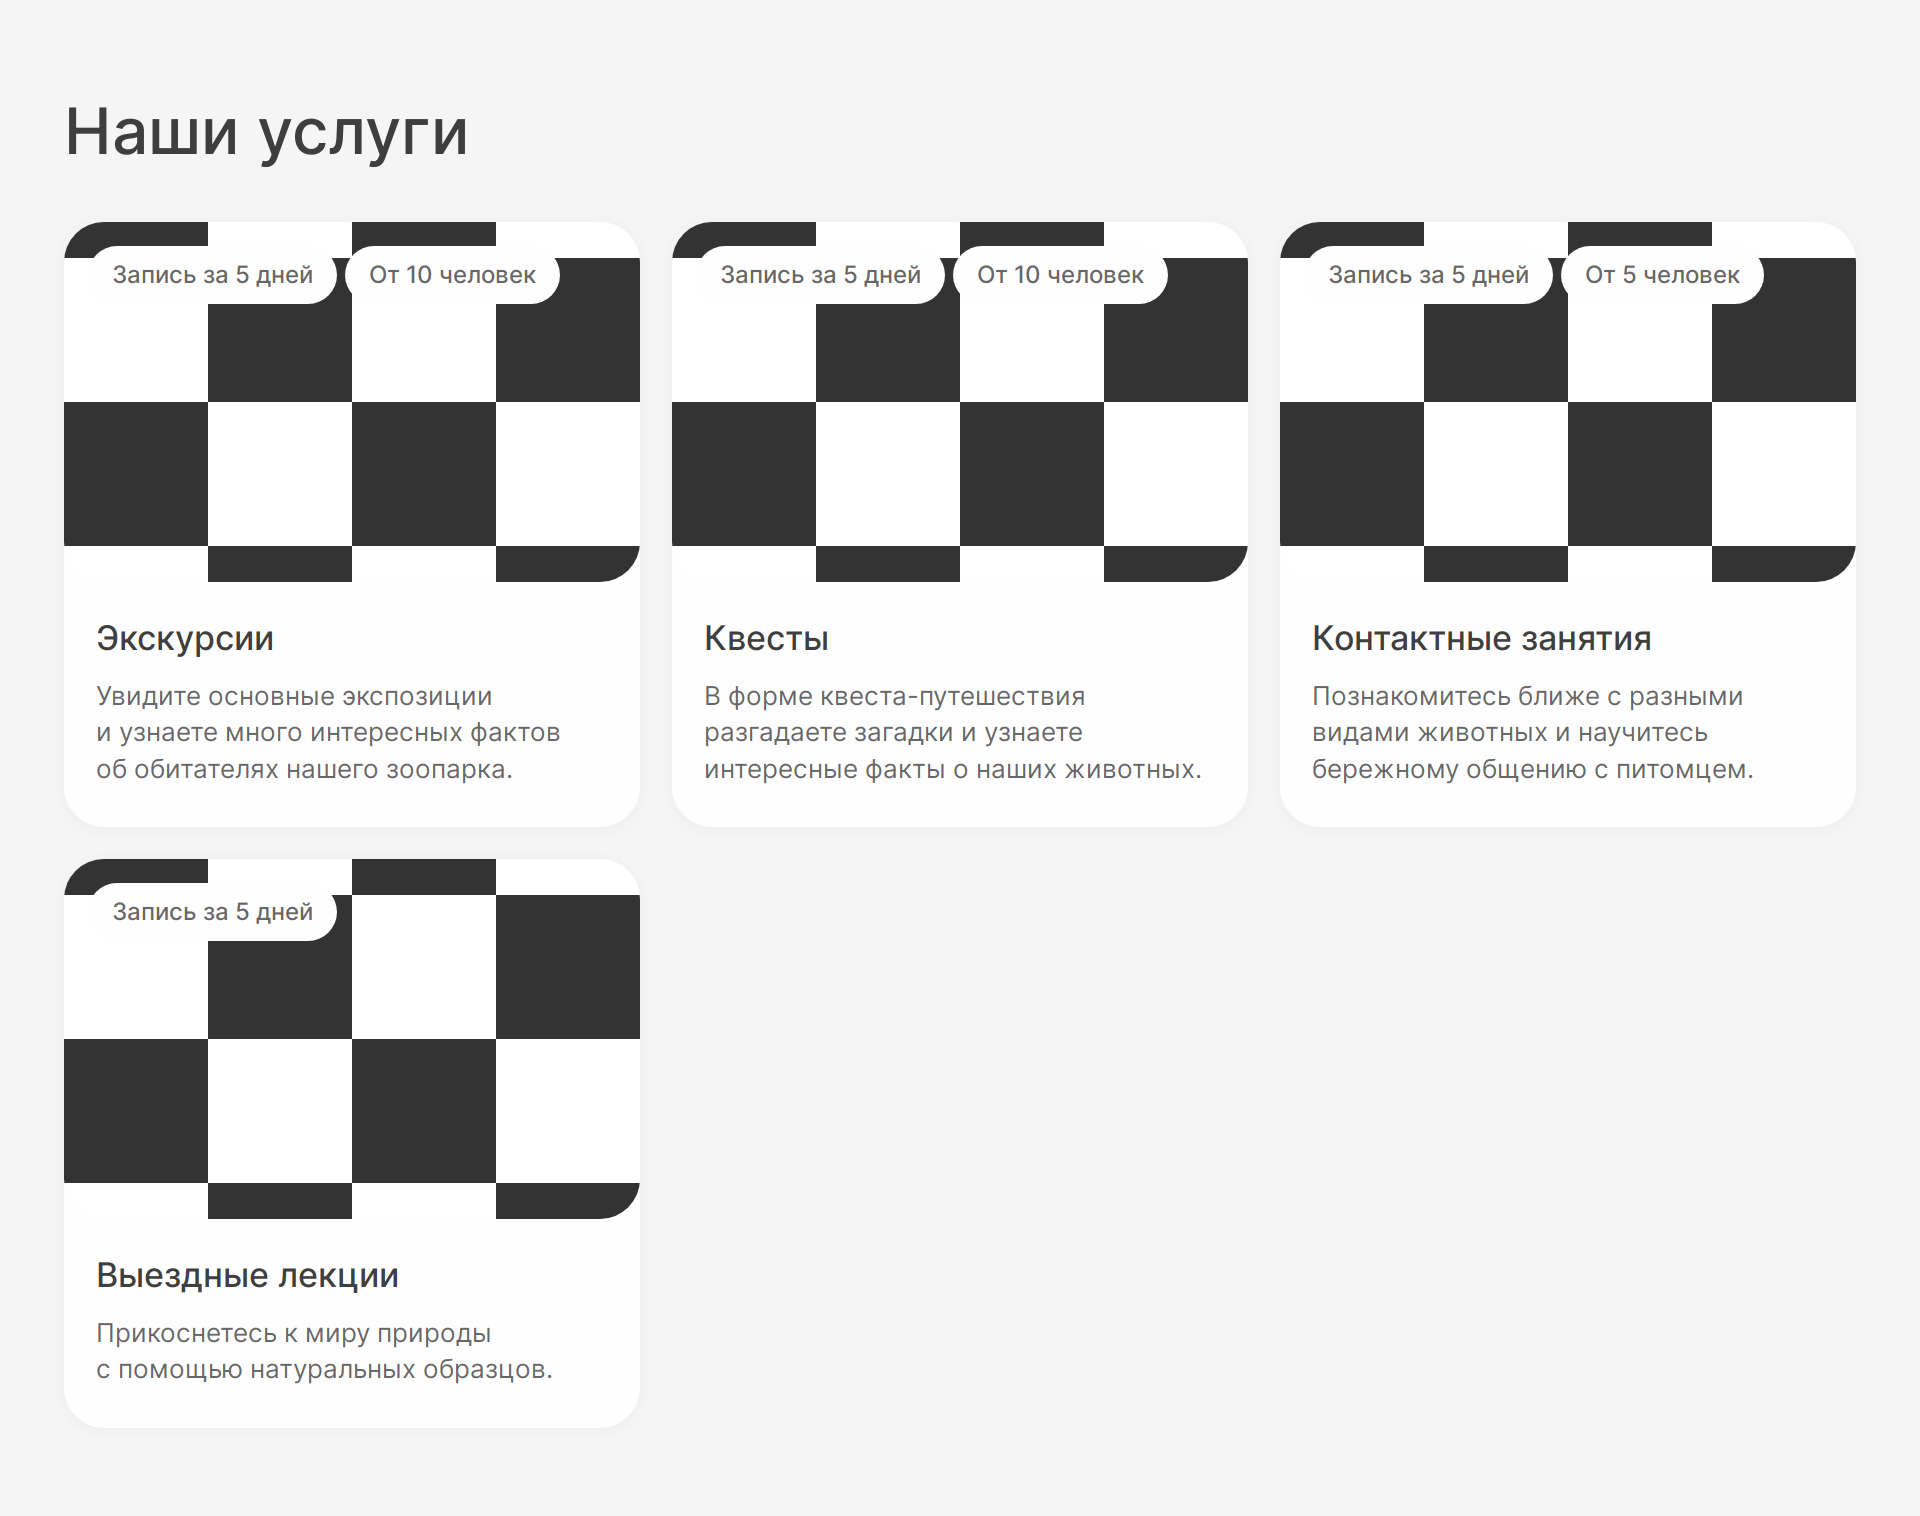 Наши услуги
Запись за 5 дней
От 10 человек
Экскурсии
Увидите основные экспозиции
и узнаете много интересных фактов
об обитателях нашего зоопарка.
Запись за 5 дней
От 10 человек
Квесты
В форме квеста-путешествия
разгадаете загадки и узнаете
интересные факты о наших животных.
Запись за 5 дней
От 5 человек
Контактные занятия
Познакомитесь ближе с разными
видами животных и научитесь
бережному общению с питомцем.
Запись за 5 дней
Выездные лекции
Прикоснетесь к миру природы
с помощью натуральных образцов.